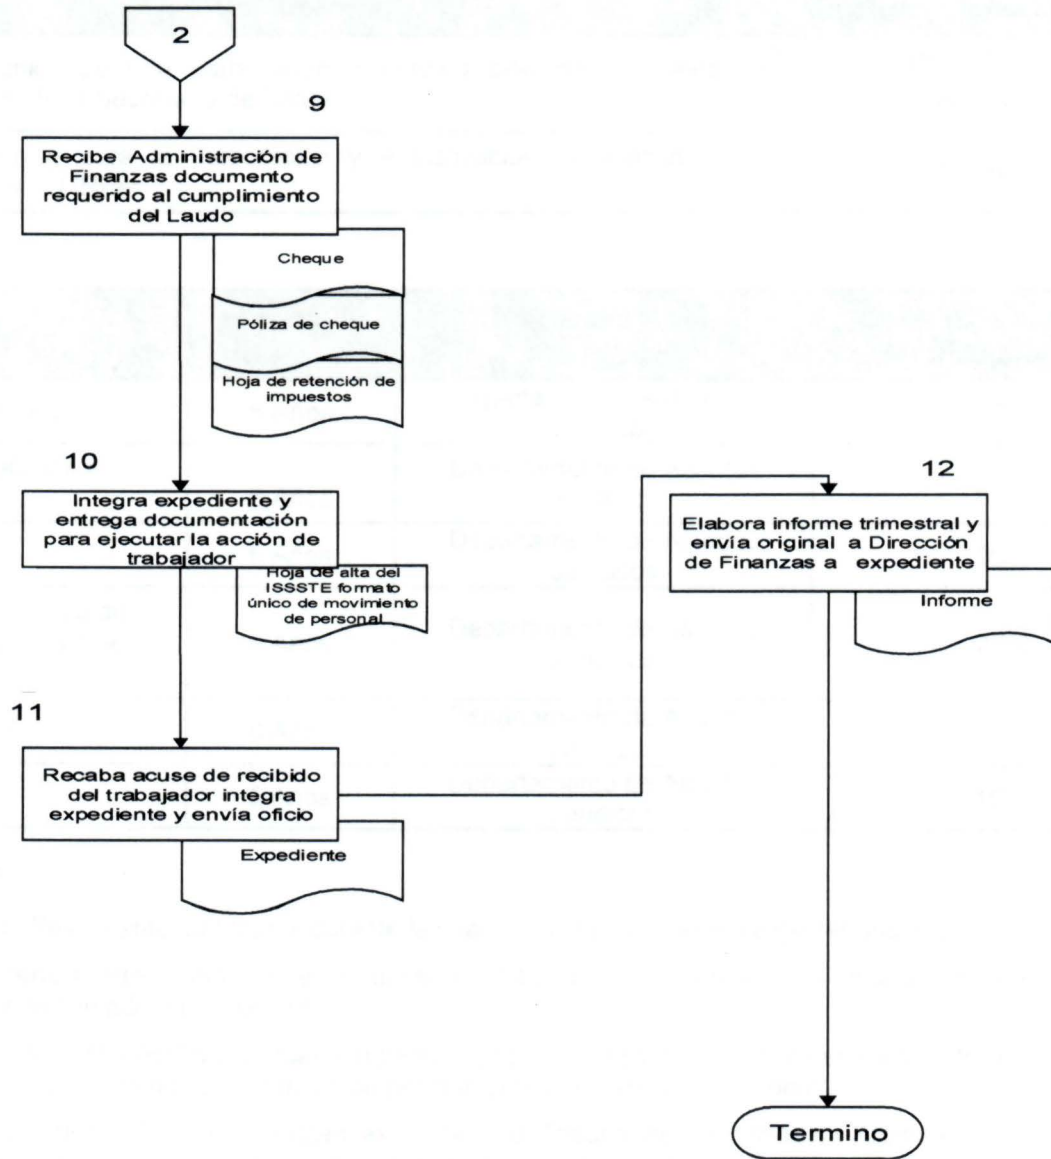 2
9
Recibe Administración de
Finanzas documento
requerido al cumplimiento
del Laudo
Cheque
Póliza de cheque
Hoja de retención de
impuestos
10
Integra expediente y
entrega documentación
para ejecutar la acción de
trabajador
Hoja de alta del
ISSSTE formato
único de movimiento
de personal
11
Recaba acuse de recibido
del trabajador integra
expediente y envía oficio
Expediente
12
Elabora informe trimestral y
envía original a Dirección
de Finanzas a expediente
Informe
Termino